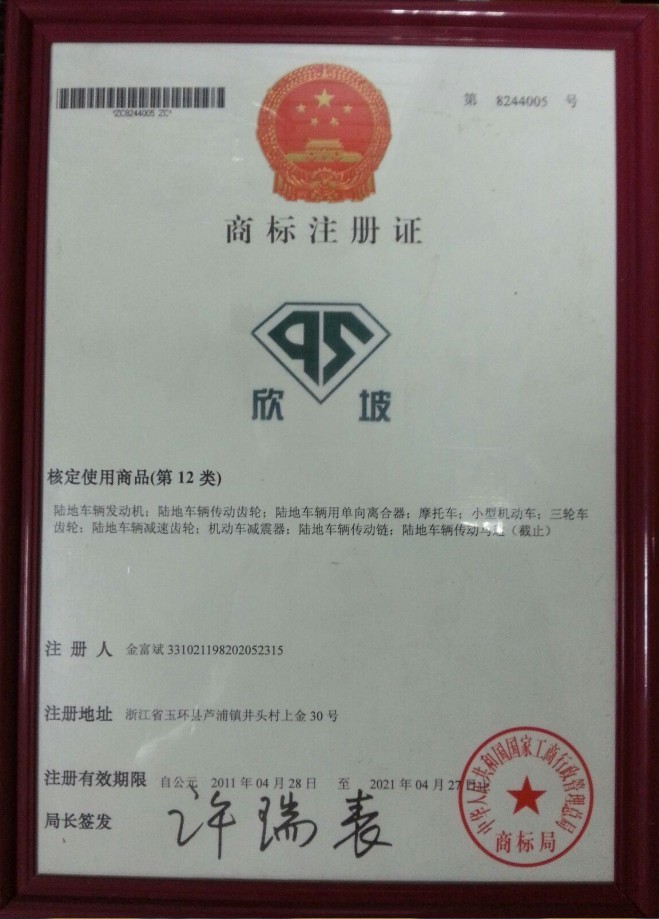 第 8244005 号
*ZC8244005 ZC*
商标注册证
欣坡
核定使用商品(第 12 类)
陆地车辆发动机；陆地车辆传动齿轮；陆地车辆用单向离合器；摩托车；小型机动车；三轮车
齿轮；陆地车辆减速齿轮；机动车减震器；陆地车辆传动链；陆地车辆传动马达（截止）
注册人 金富斌 331021198202052315
注册地址 浙江省玉环县芦浦镇井头村上金 30 号
注册有效期限 自公元 2011 年 04 月 28 日 至 2021 年 04 月 27 日止
局长签发 许瑞表
中华人民共和国国家工商行政管理总局
商标局